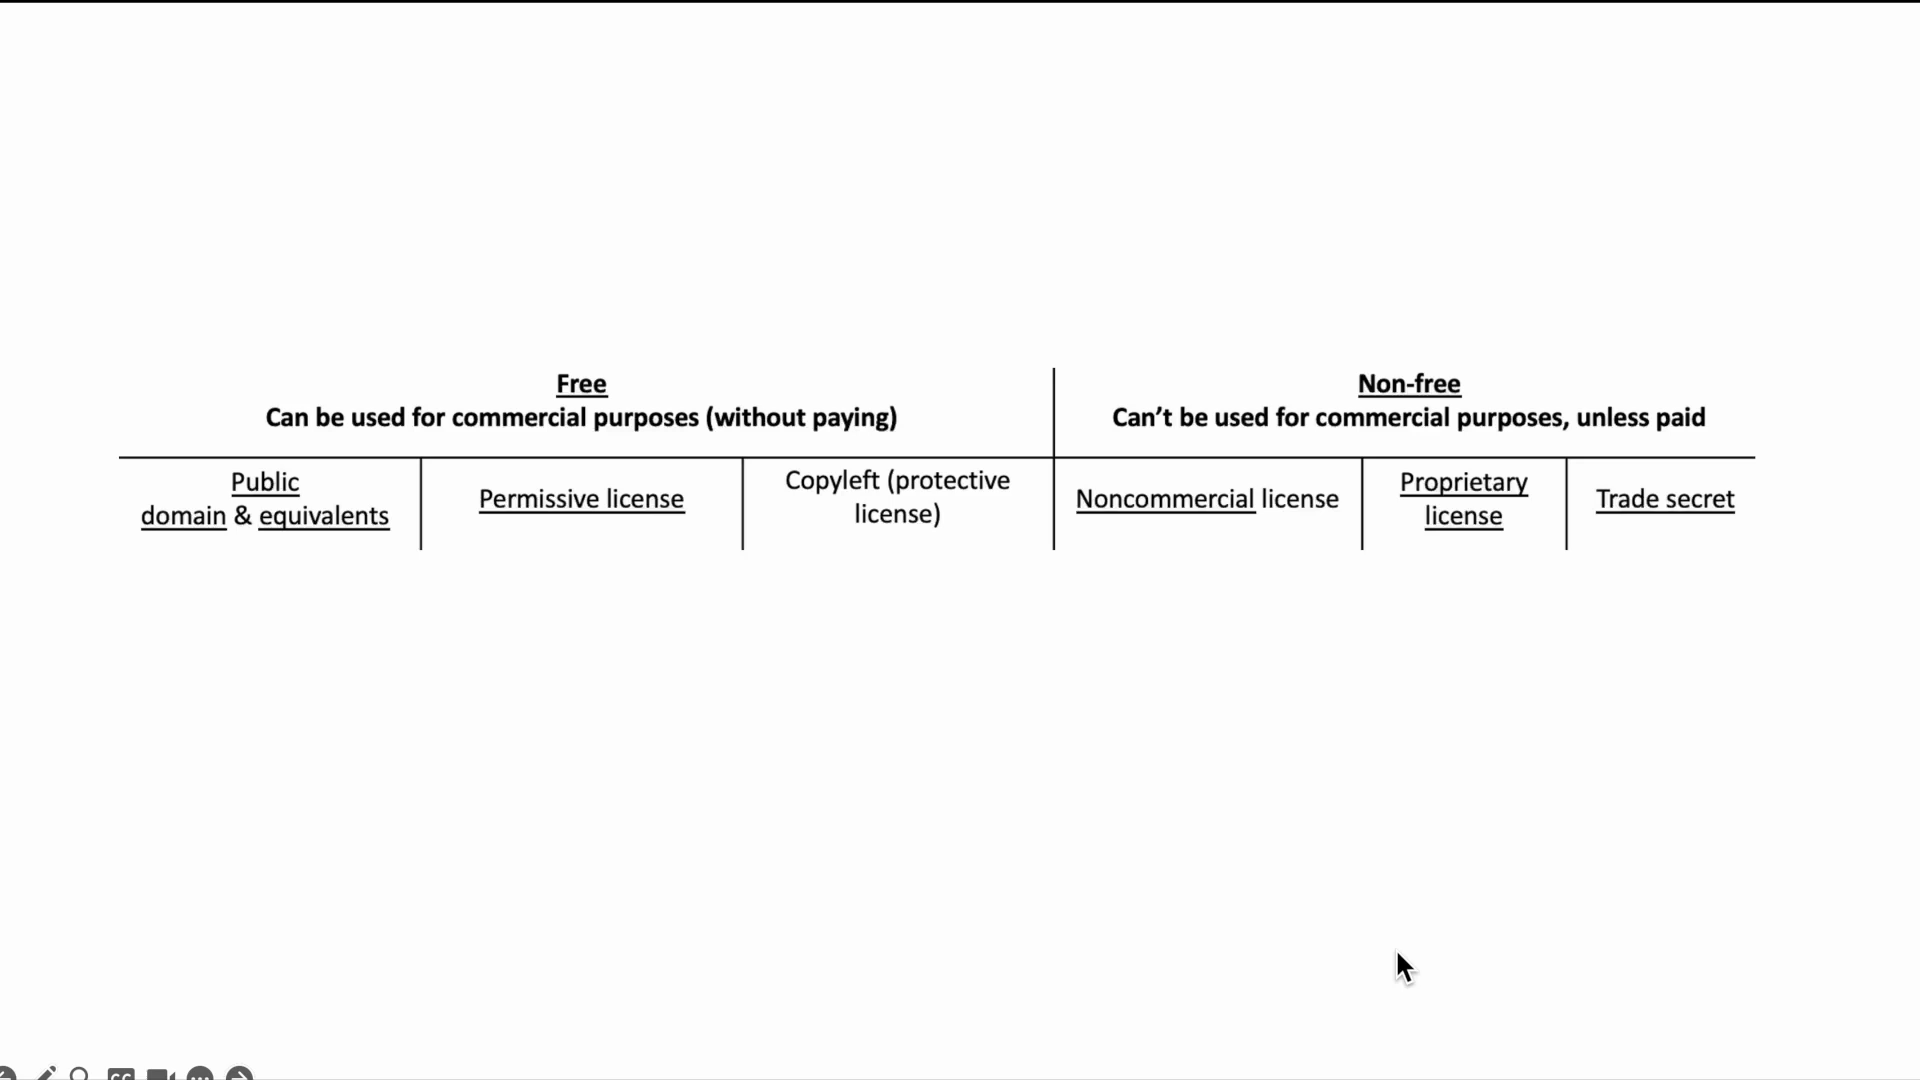 Free
Can be used for commercial purposes (without paying)
Non-free
Can’t be used for commercial purposes, unless paid
Public
domain & equivalents
Permissive license
Copyleft (protective
license)
Noncommercial license
Proprietary
license
Trade secret